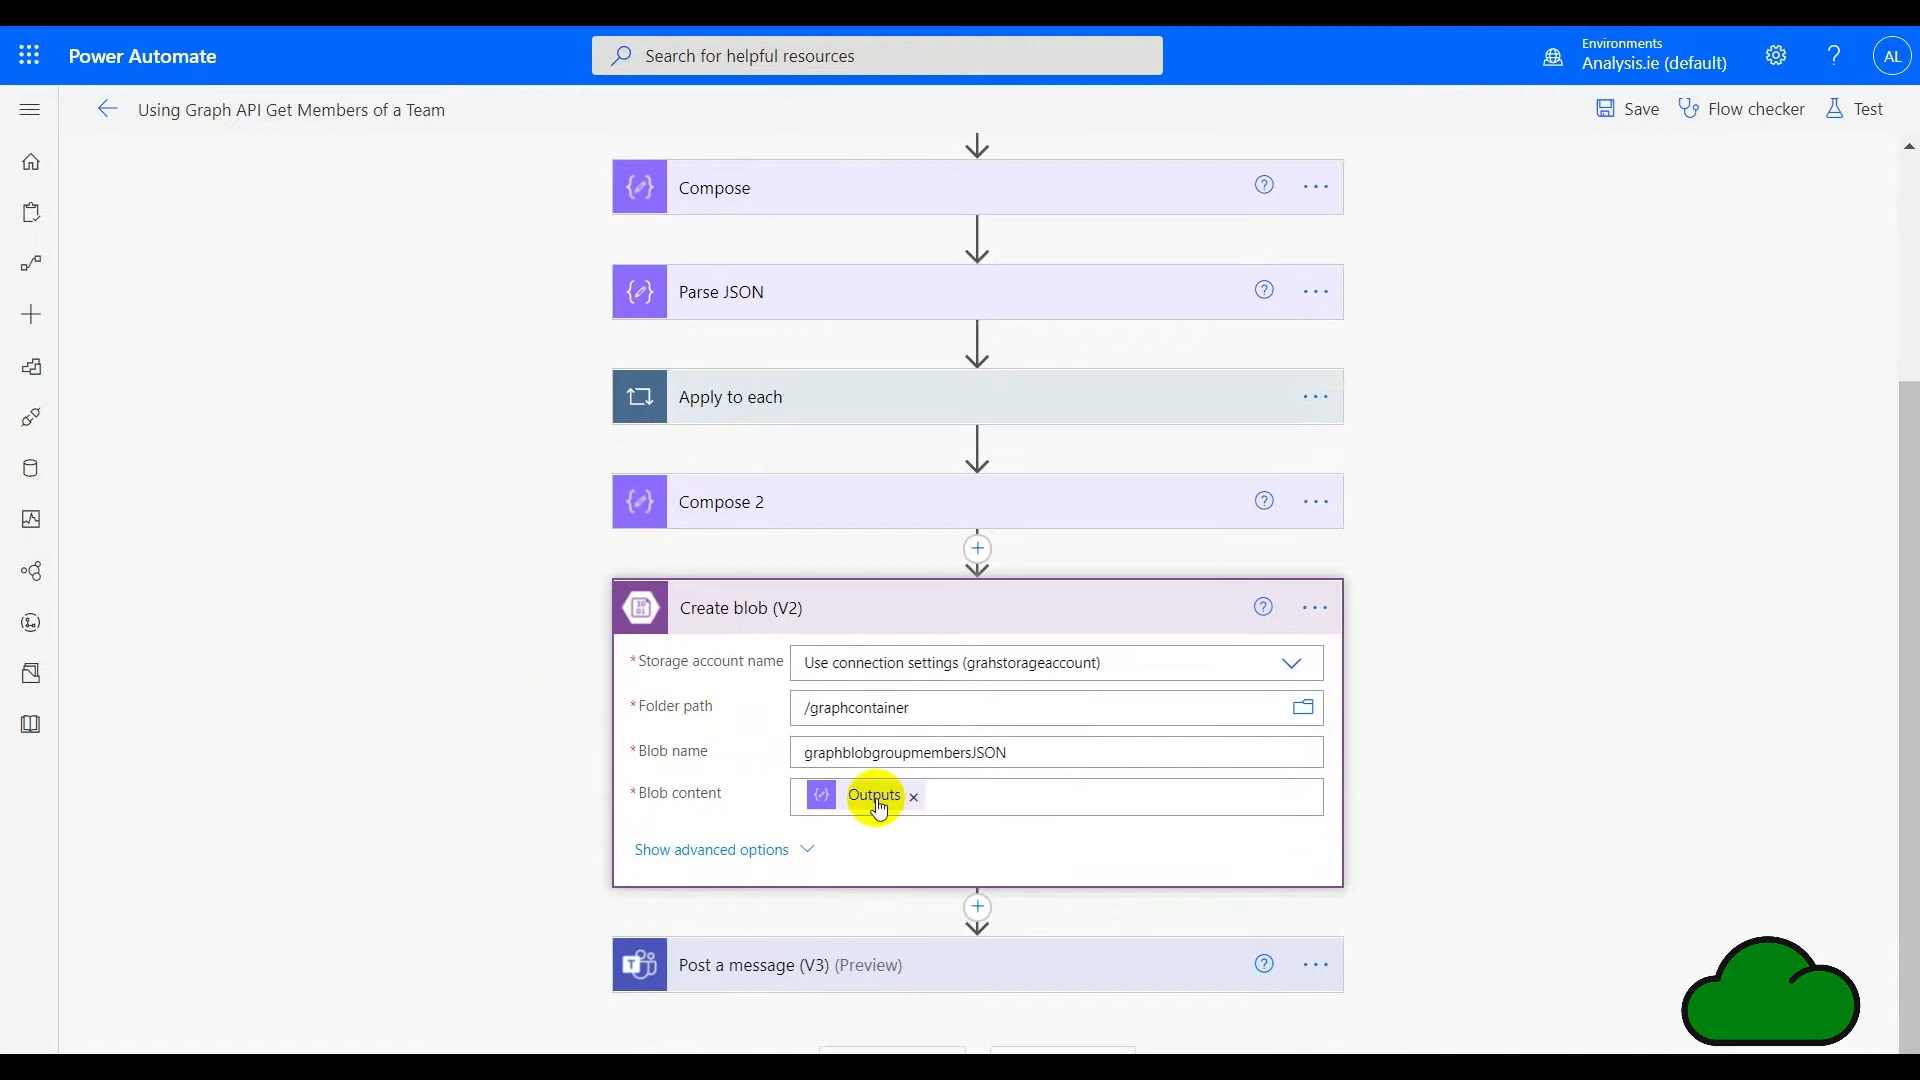 Power Automate
Search for helpful resources
Environments
Analysis.ie (default)
?
AL
Using Graph API Get Members of a Team
Save
Flow checker
Test
Compose
Parse JSON
Apply to each
Compose 2
Create blob (V2)
* Storage account name
Use connection settings (grahstorageaccount)
* Folder path
/graphcontainer
* Blob name
graphblobgroupmembersJSON
* Blob content
Outputs ×
Show advanced options
Post a message (V3) (Preview)